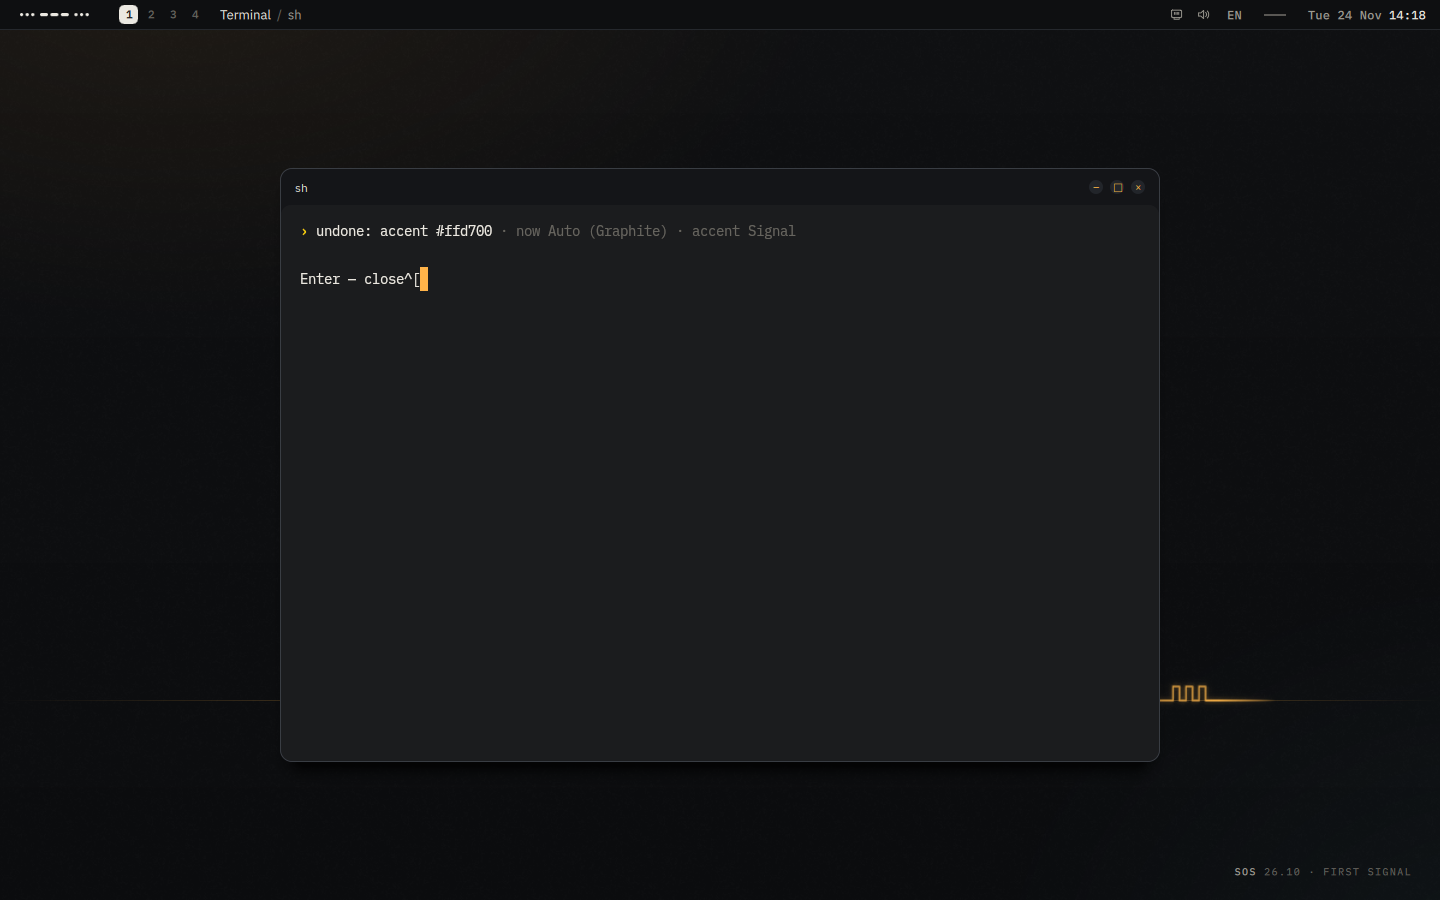 1 2 3 4 Terminal / sh EN Tue 24 Nov 14:18
sh
› undone: accent #ffd700 · now Auto (Graphite) · accent Signal
Enter — close^[
SOS 26.10 · FIRST SIGNAL